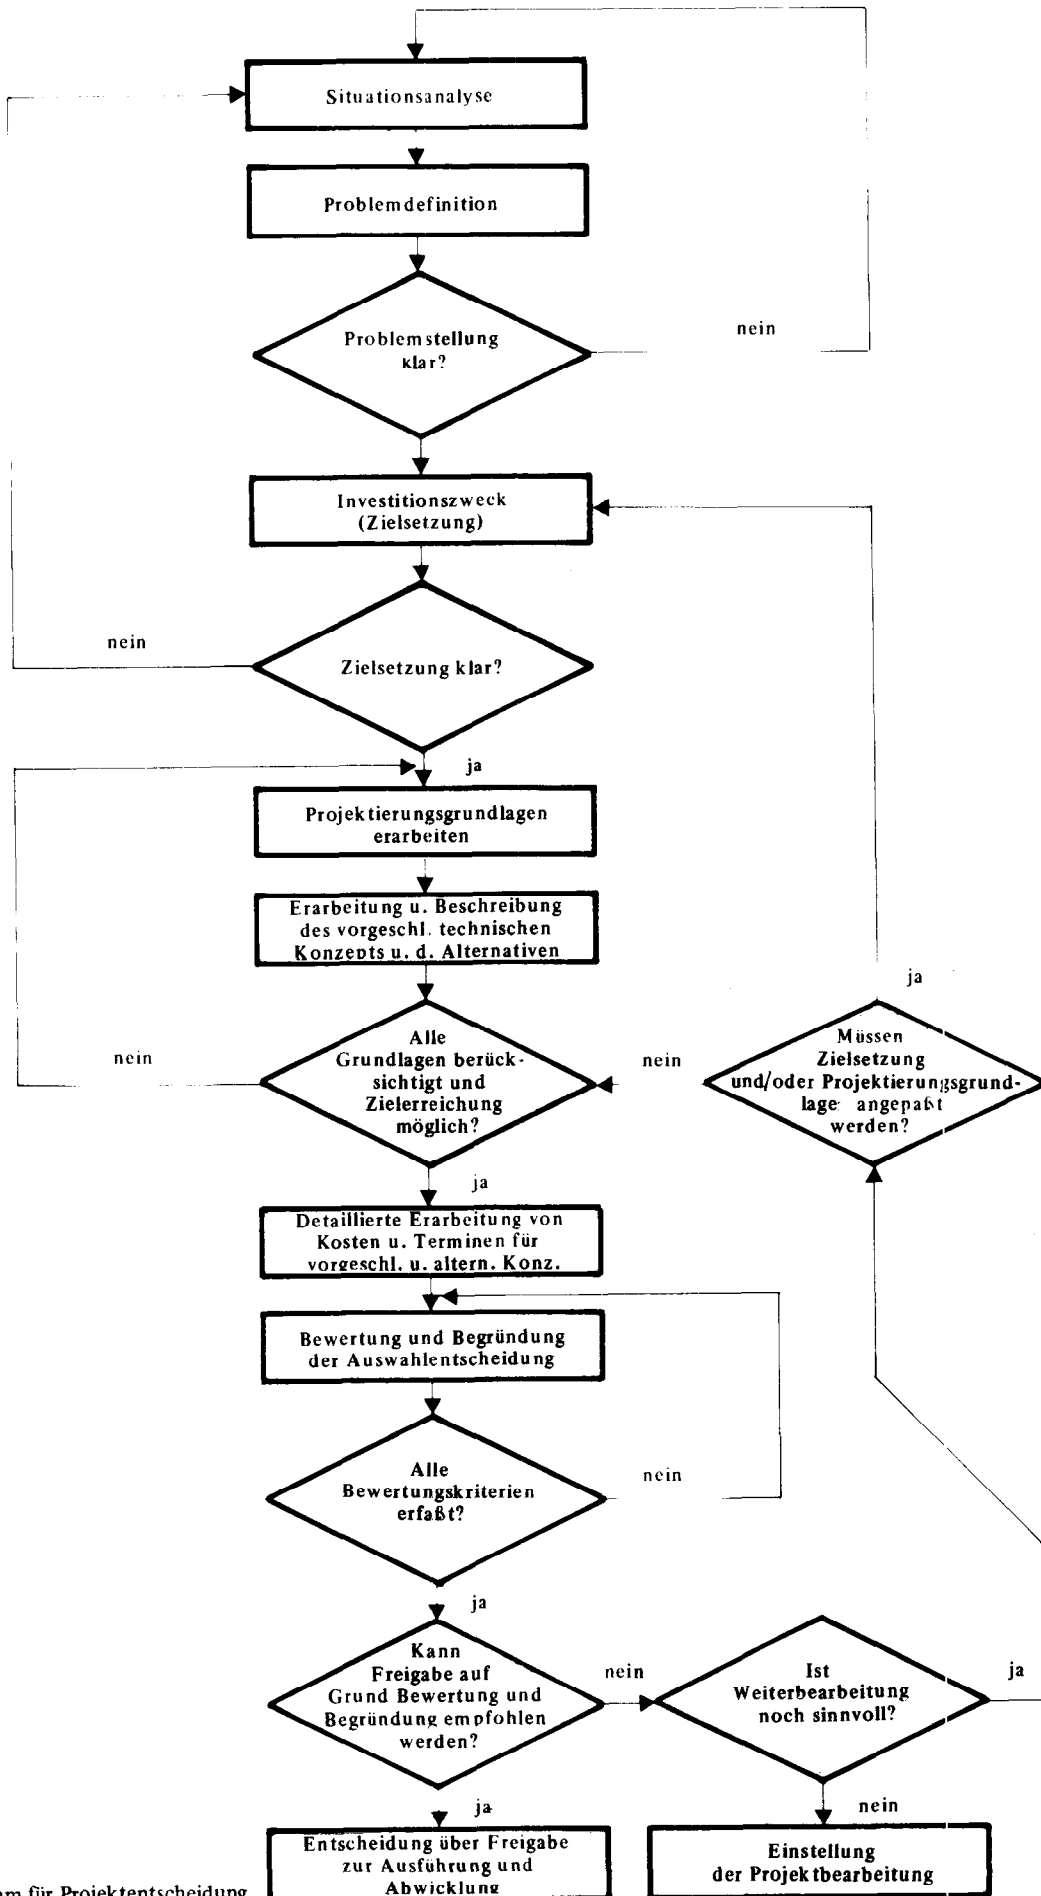 Situationsanalyse
Problemdefinition
Problemstellung
klar?
nein
Investitionszweck
(Zielsetzung)
nein
Zielsetzung klar?
ja
Projektierungsgrundlagen
erarbeiten
Erarbeitung u. Beschreibung
des vorgeschl. technischen
Konzepts u. d. Alternativen
ja
Alle
Grundlagen berück-
sichtigt und
Zielerreichung
möglich?
nein
nein
Müssen
Zielsetzung
und/oder Projektierungsgrund-
lage angepaßt
werden?
ja
Detaillierte Erarbeitung von
Kosten u. Terminen für
vorgeschl. u. altern. Konz.
Bewertung und Begründung
der Auswahlentscheidung
Alle
Bewertungskriterien
erfaßt?
nein
ja
Kann
Freigabe auf
Grund Bewertung und
Begründung empfohlen
werden?
nein
Ist
Weiterbearbeitung
noch sinnvoll?
ja
ja
nein
Entscheidung über Freigabe
zur Ausführung und
Abwicklung
Einstellung
der Projektbearbeitung
für Projektentscheidung